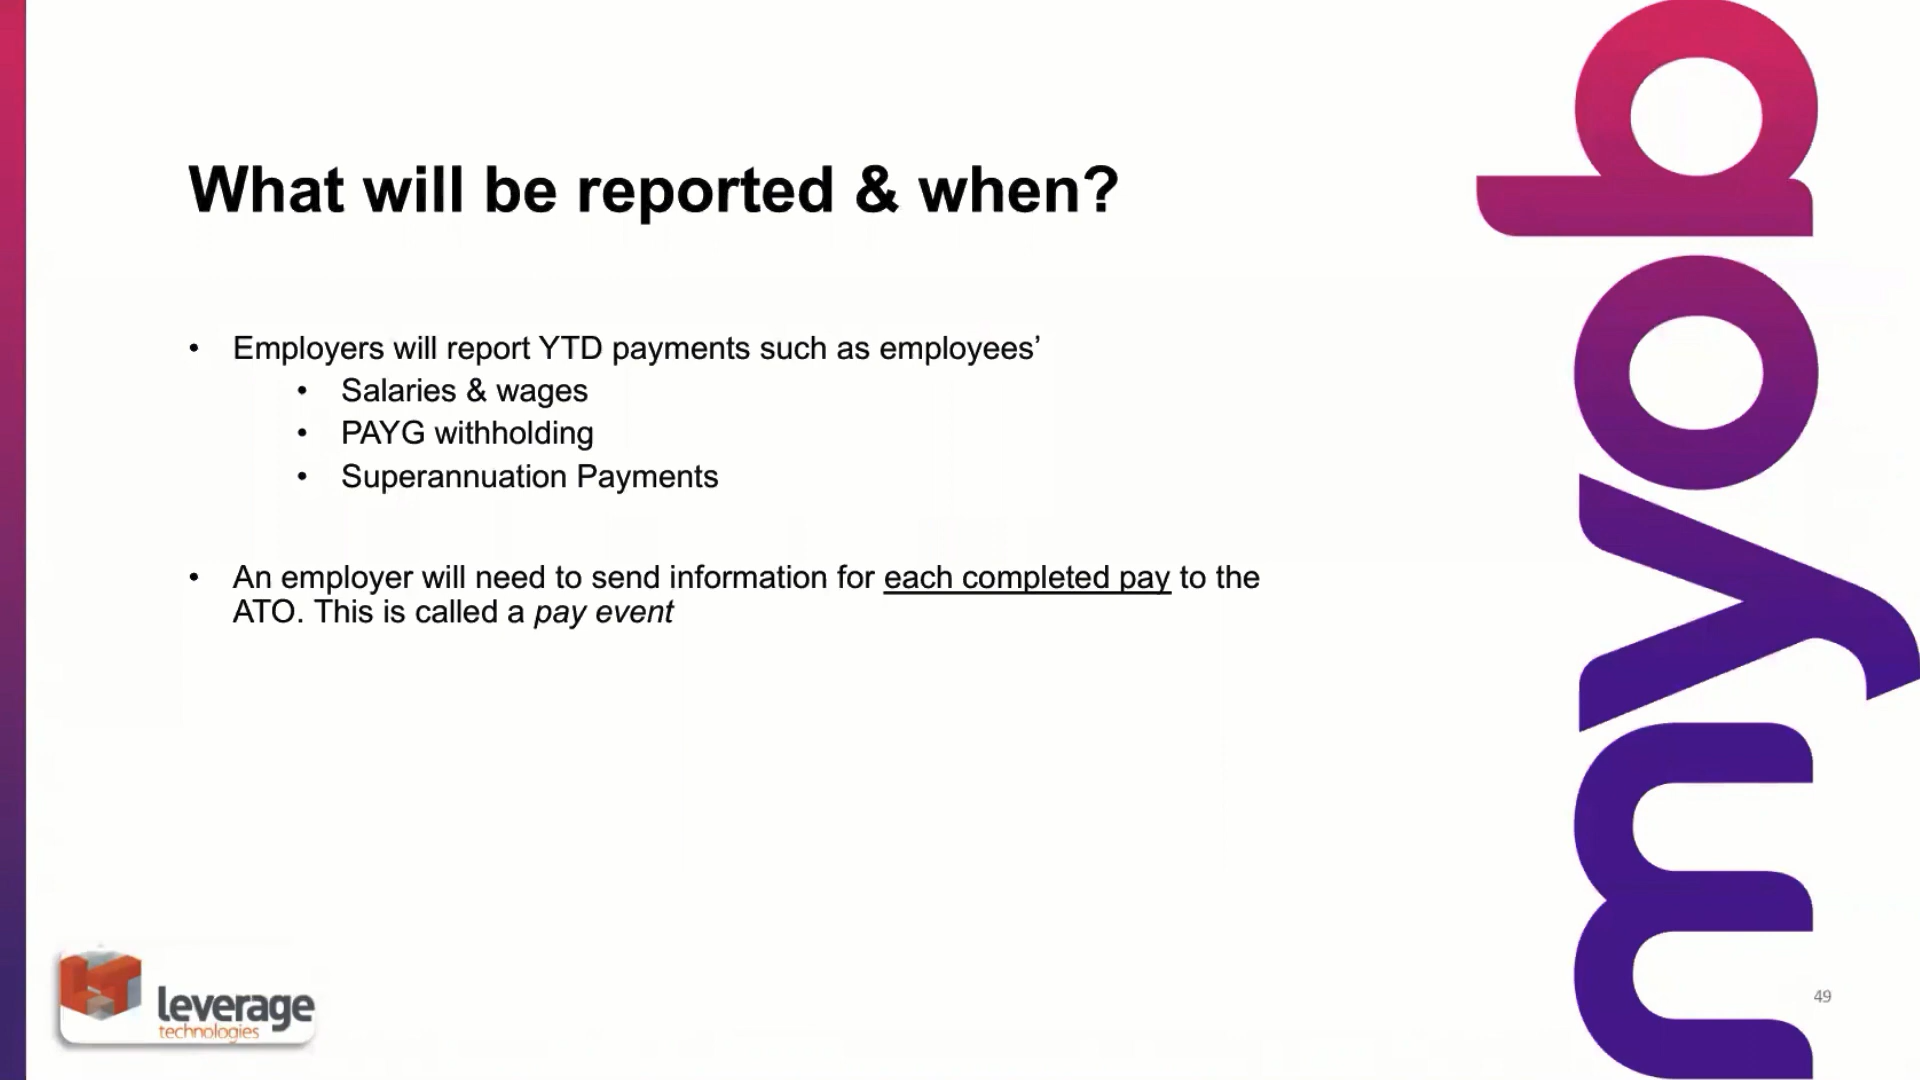 What will be reported & when?
• Employers will report YTD payments such as employees’
• Salaries & wages
• PAYG withholding
• Superannuation Payments
• An employer will need to send information for each completed pay to the
ATO. This is called a pay event
myob
LT
leverage
technologies
49